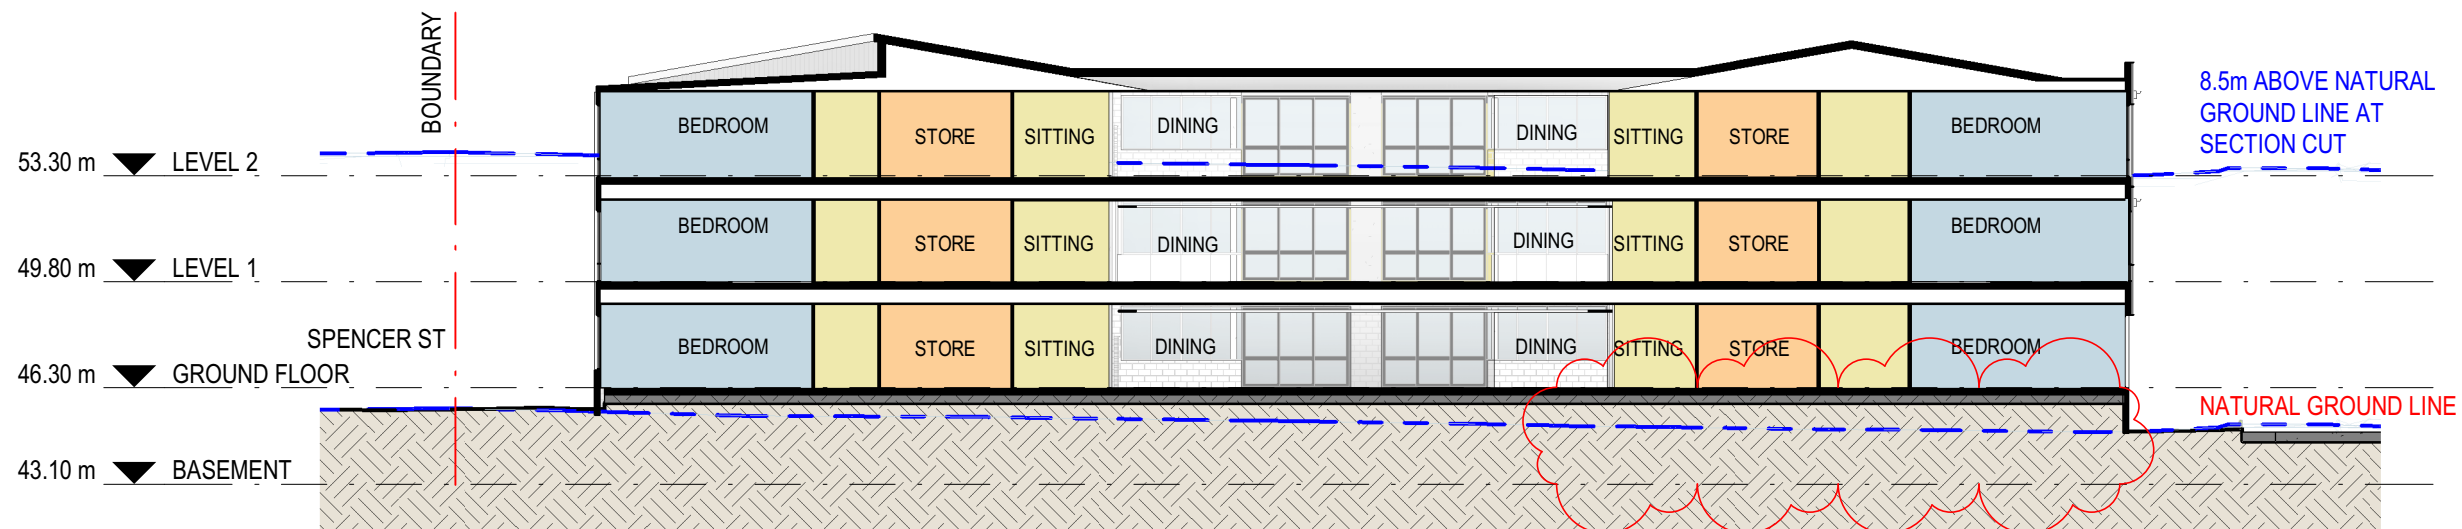 BOUNDARY
8.5m ABOVE NATURAL
GROUND LINE AT
SECTION CUT
53.30 m LEVEL 2
BEDROOM STORE SITTING DINING DINING SITTING STORE BEDROOM
49.80 m LEVEL 1
BEDROOM STORE SITTING DINING DINING SITTING STORE BEDROOM
SPENCER ST
46.30 m GROUND FLOOR
BEDROOM STORE SITTING DINING DINING SITTING STORE BEDROOM
NATURAL GROUND LINE
43.10 m BASEMENT